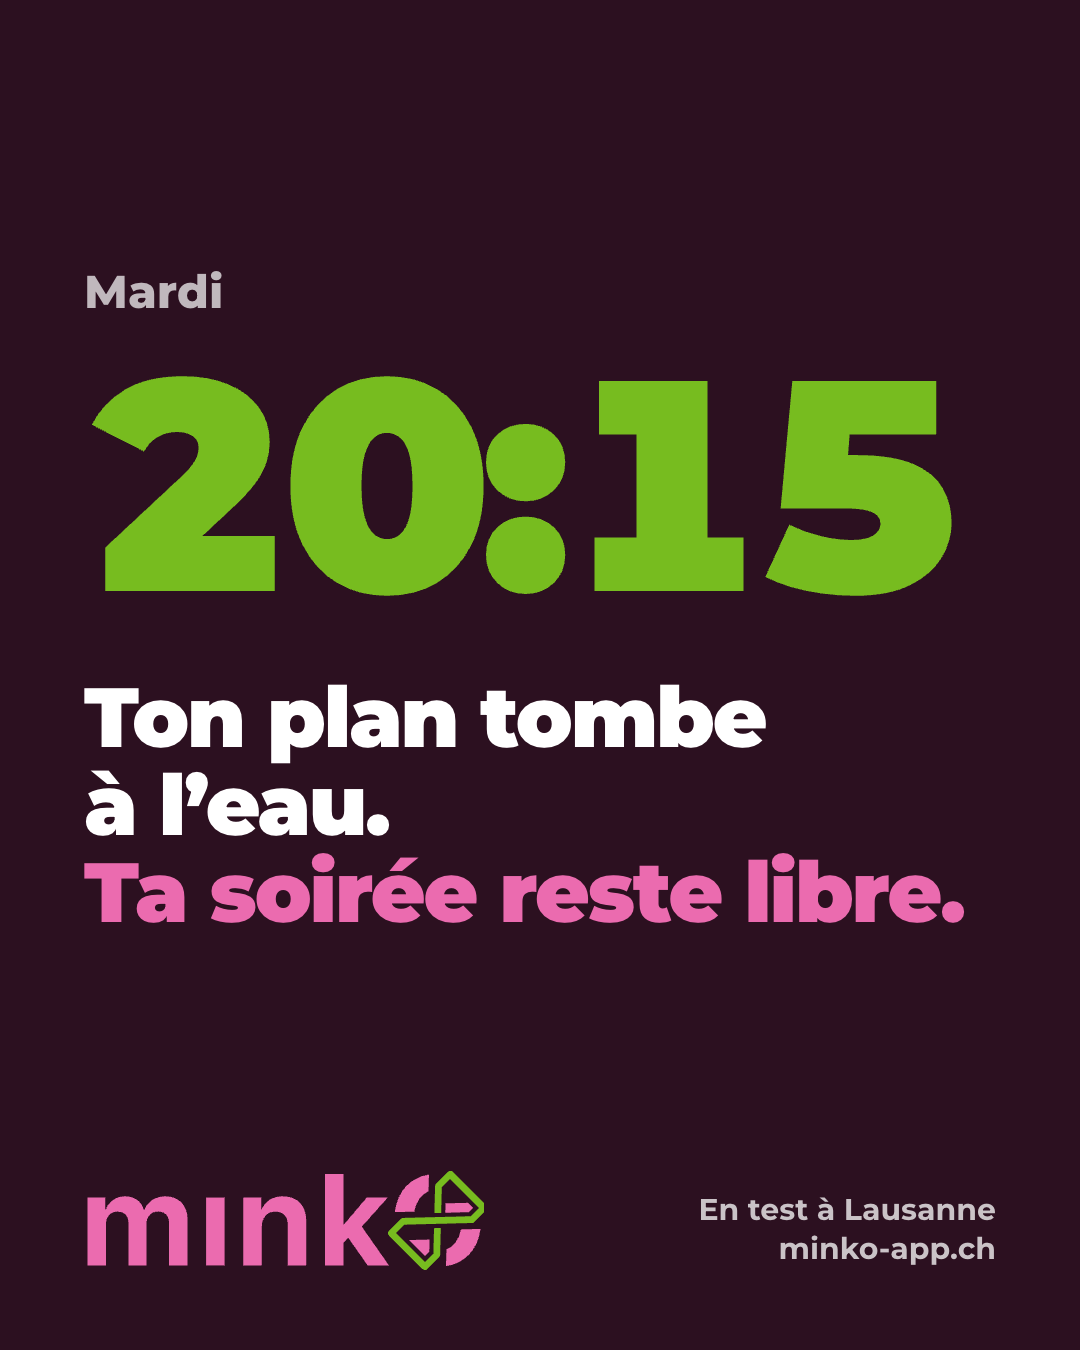 Mardi
20:15
Ton plan tombe
à l’eau.
Ta soirée reste libre.
minko
En test à Lausanne
minko-app.ch